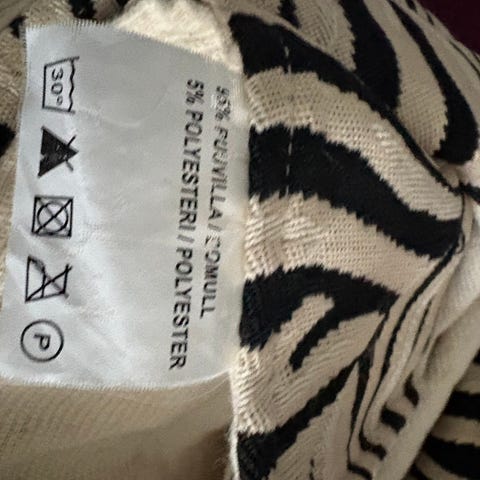 95% PUUVILLA / BOMULL
5% POLYESTERI / POLYESTER
30° P